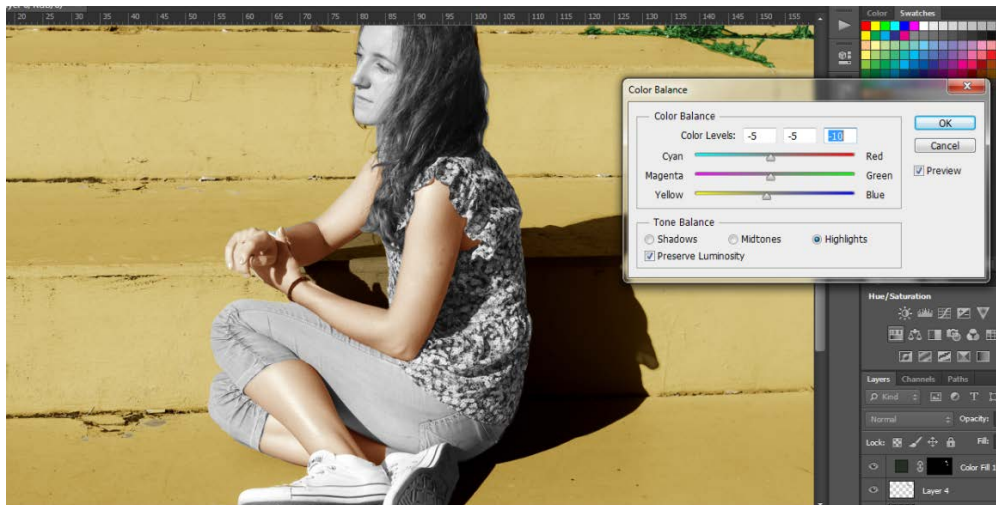 20 25 30 35 40 45 50 55 60 65 70 75 80 85 90 95 100 105 110 115 120 125 130 135 140 145 150 155
Color Swatches
Color Balance
Color Balance
Color Levels: -5 -5 -10
Cyan Red
Magenta Green
Yellow Blue
Tone Balance
Shadows Midtones Highlights
Preserve Luminosity
OK
Cancel
Preview
Hue/Saturation
Layers Channels Paths
Kind
Normal Opacity:
Lock: Fill:
Color Fill 1
Layer 4